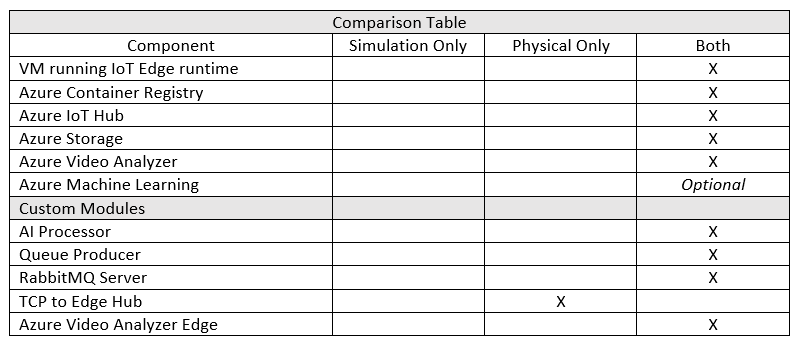 Comparison Table
Component Simulation Only Physical Only Both
VM running IoT Edge runtime X
Azure Container Registry X
Azure IoT Hub X
Azure Storage X
Azure Video Analyzer X
Azure Machine Learning Optional
Custom Modules
AI Processor X
Queue Producer X
RabbitMQ Server X
TCP to Edge Hub X
Azure Video Analyzer Edge X